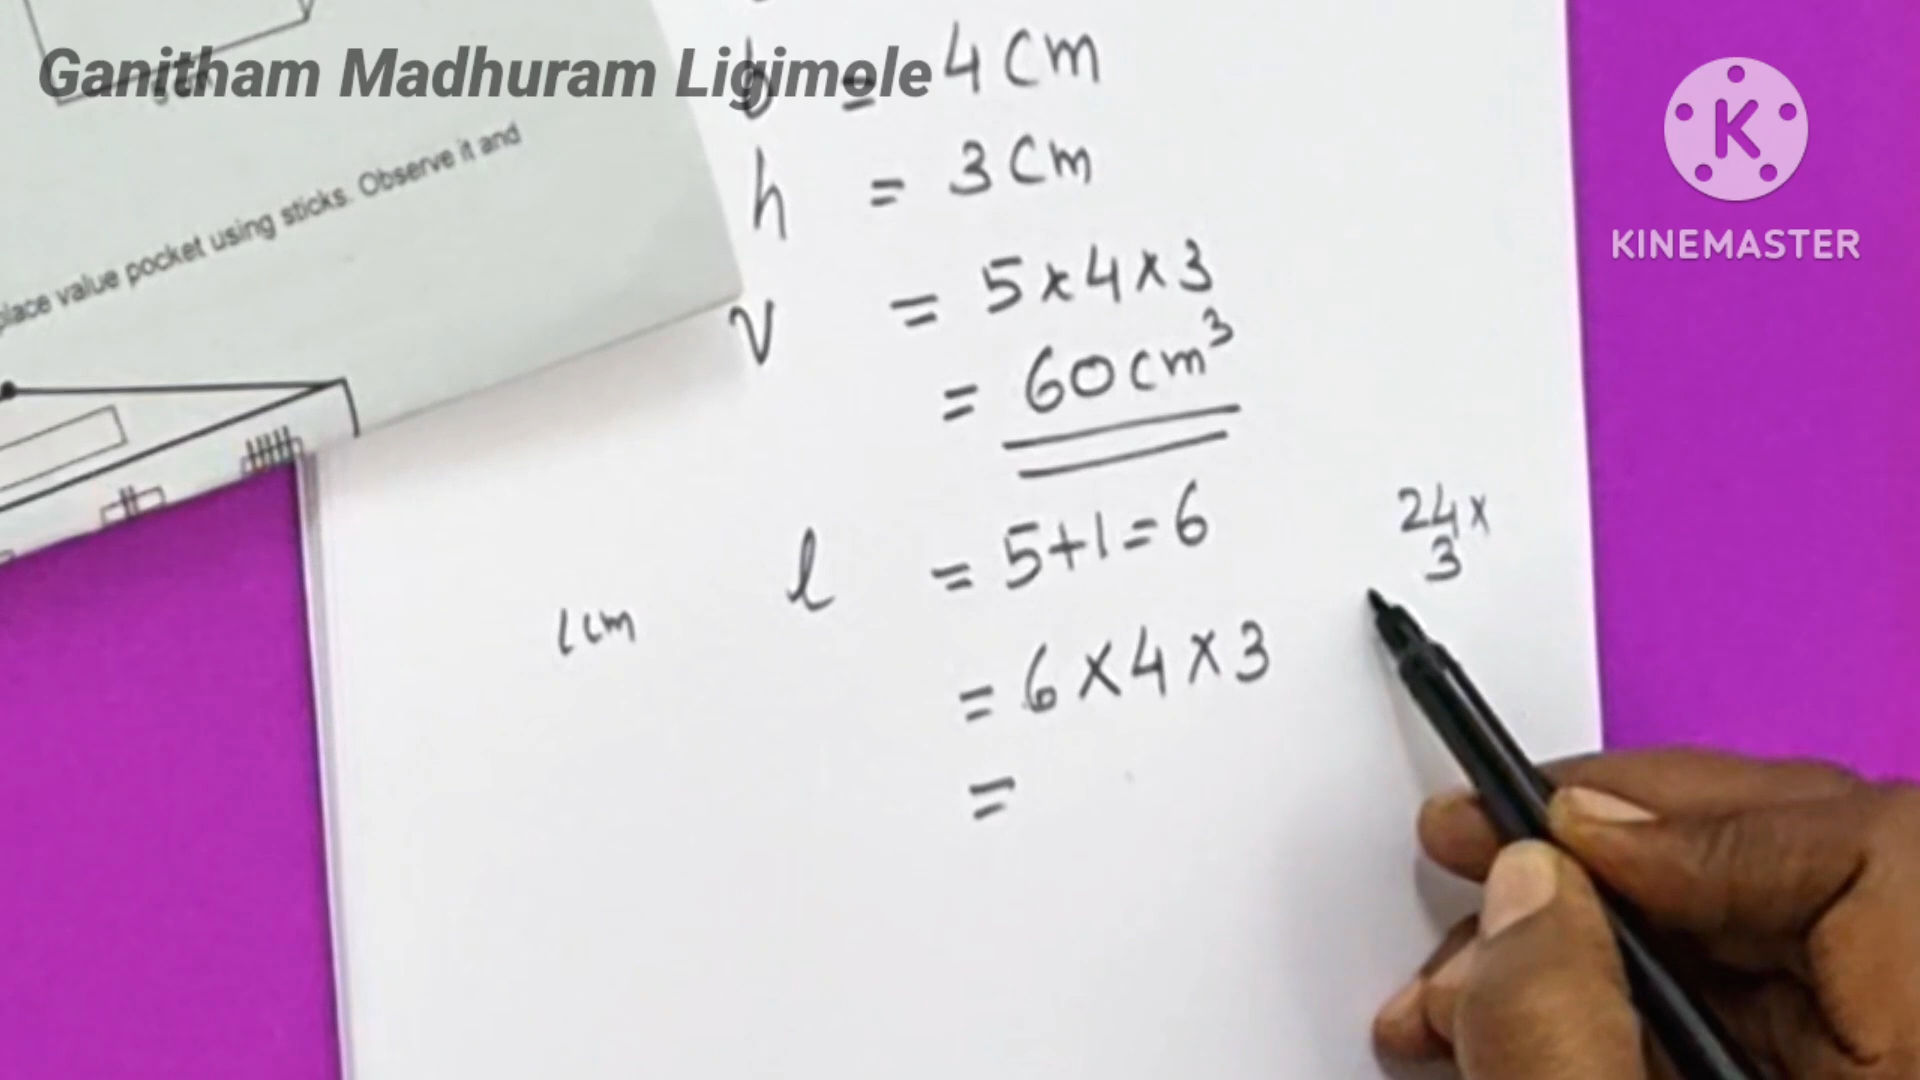 Ganitham Madhuram Ligimole
KINEMASTER
place value pocket using sticks. Observe it and
b = 4 cm
h = 3 cm
V = 5 × 4 × 3
= 60 cm³
l = 5+1=6
1cm
= 6 × 4 × 3
=
24 ×
3